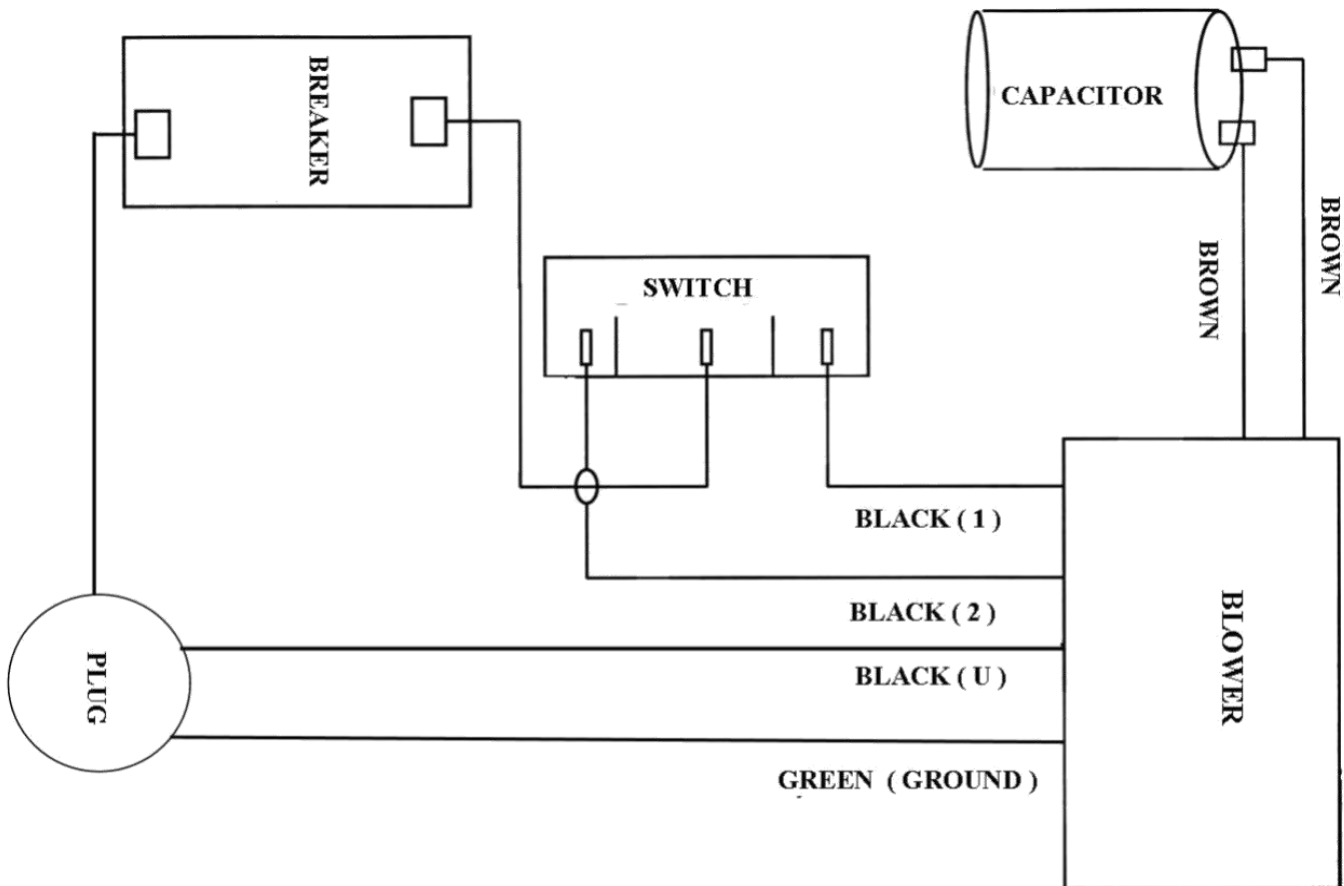 BREAKER
CAPACITOR
BROWN
BROWN
SWITCH
BLACK ( 1 )
BLACK ( 2 )
BLACK ( U )
GREEN ( GROUND )
PLUG
BLOWER